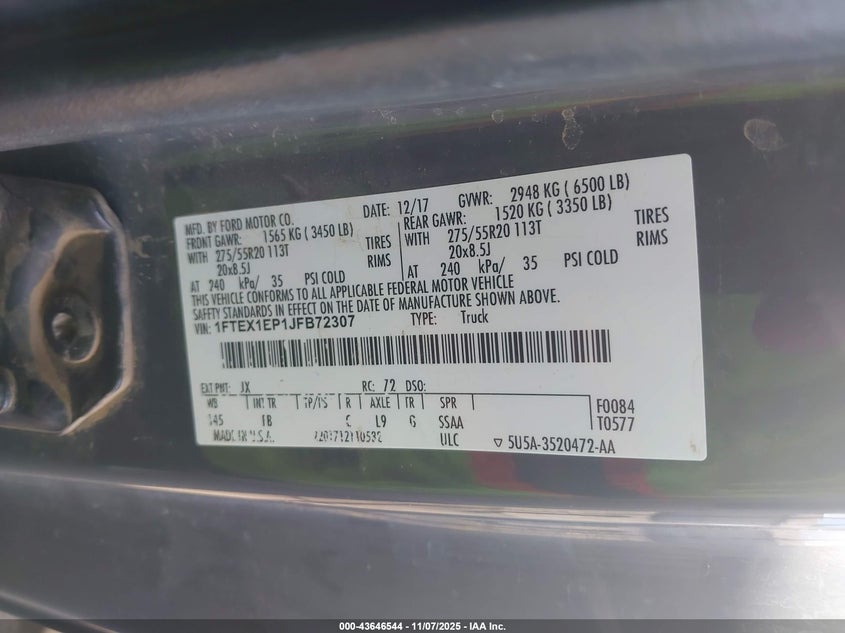 MFD. BY FORD MOTOR CO. DATE: 12/17 GVWR: 2948 KG ( 6500 LB)
FRONT GAWR: 1565 KG ( 3450 LB) REAR GAWR: 1520 KG ( 3350 LB)
WITH 275/55R20 113T TIRES WITH 275/55R20 113T TIRES
20x8.5J RIMS 20x8.5J RIMS
AT 240 kPa/ 35 PSI COLD AT 240 kPa/ 35 PSI COLD
THIS VEHICLE CONFORMS TO ALL APPLICABLE FEDERAL MOTOR VEHICLE
SAFETY STANDARDS IN EFFECT ON THE DATE OF MANUFACTURE SHOWN ABOVE.
VIN: 1FTEX1EP1JFB72307 TYPE: Truck
EXT PNT: JX RC: 72 DSO:
WB INT TR TP/PS R AXLE TR SPR F0084
145 L9 G SSAA T0577
MADE IN U.S.A. ULC ▽ 5U5A-3520472-AA
000-43646544 — 11/07/2025 — IAA Inc.